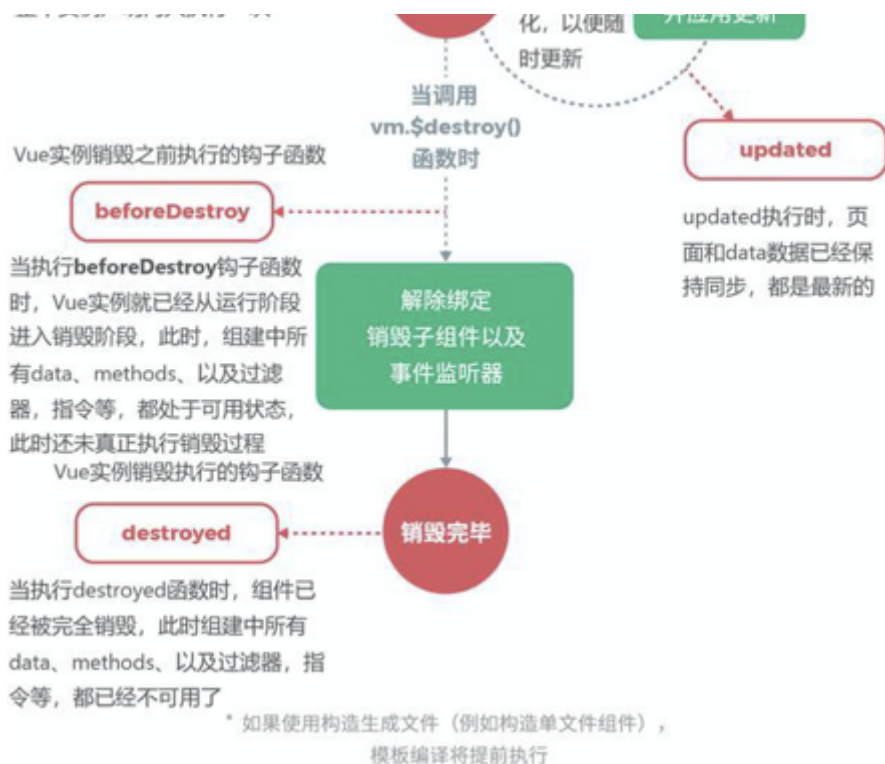 化，以便随
时更新
并应用更新
当调用
vm.$destroy()
函数时
updated
updated执行时，页
面和data数据已经保
持同步，都是最新的
Vue实例销毁之前执行的钩子函数
beforeDestroy
当执行beforeDestroy钩子函数
时，Vue实例就已经从运行阶段
进入销毁阶段，此时，组建中所
有data、methods、以及过滤
器，指令等，都处于可用状态，
此时还未真正执行销毁过程
解除绑定
销毁子组件以及
事件监听器
Vue实例销毁执行的钩子函数
destroyed
销毁完毕
当执行destroyed函数时，组件已
经被完全销毁，此时组建中所有
data、methods、以及过滤器，指
令等，都已经不可用了
* 如果使用构造生成文件（例如构造单文件组件），
模板编译将提前执行